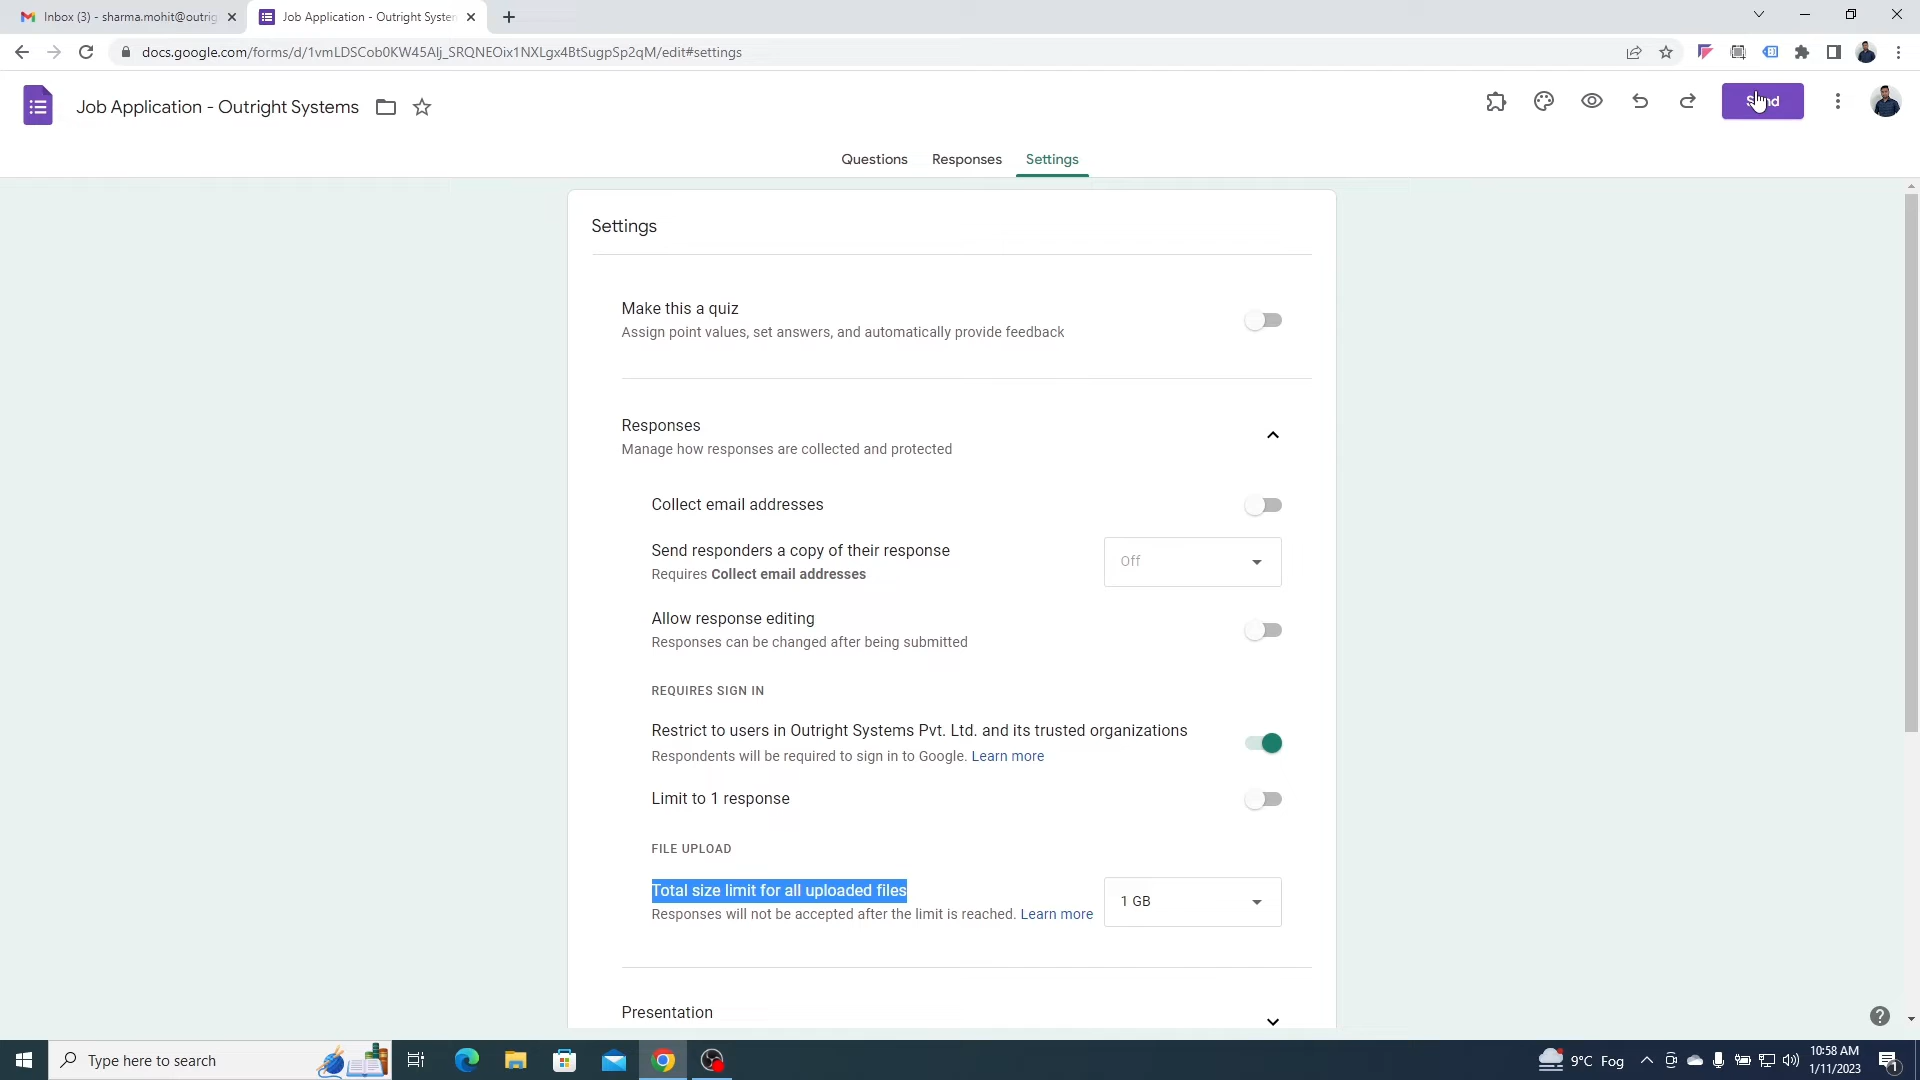 Inbox (3) - sharma.mohit@outrig
Job Application - Outright System
docs.google.com/forms/d/1vmLDSCob0KW45Alj_SRQNEOix1NXLgx4BtSugpSp2qM/edit#settings
Job Application - Outright Systems
Send
Questions
Responses
Settings
Settings
Make this a quiz
Assign point values, set answers, and automatically provide feedback
Responses
Manage how responses are collected and protected
Collect email addresses
Send responders a copy of their response
Requires Collect email addresses
Off
Allow response editing
Responses can be changed after being submitted
REQUIRES SIGN IN
Restrict to users in Outright Systems Pvt. Ltd. and its trusted organizations
Respondents will be required to sign in to Google. Learn more
Limit to 1 response
FILE UPLOAD
Total size limit for all uploaded files
Responses will not be accepted after the limit is reached. Learn more
1 GB
Presentation
Type here to search
9°C Fog
10:58 AM
1/11/2023
1